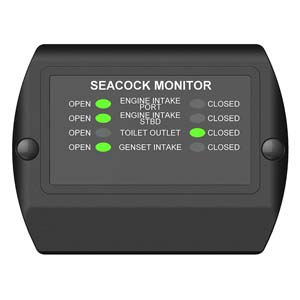 SEACOCK MONITOR
OPEN ENGINE INTAKE PORT CLOSED
OPEN ENGINE INTAKE STBD CLOSED
OPEN TOILET OUTLET CLOSED
OPEN GENSET INTAKE CLOSED